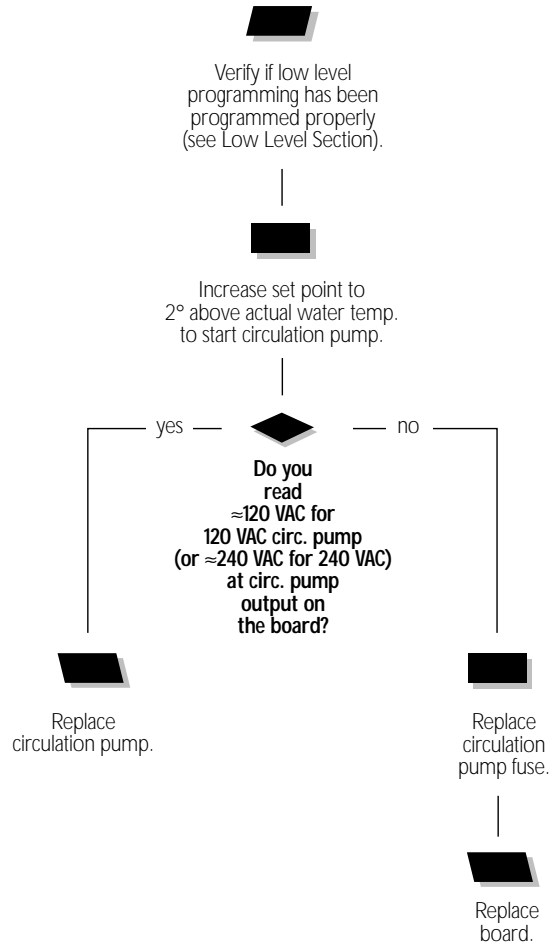 Verify if low level
programming has been
programmed properly
(see Low Level Section).
Increase set point to
2° above actual water temp.
to start circulation pump.
yes
no
Do you
read
≈120 VAC for
120 VAC circ. pump
(or ≈240 VAC for 240 VAC)
at circ. pump
output on
the board?
Replace
circulation pump.
Replace
circulation
pump fuse.
Replace
board.